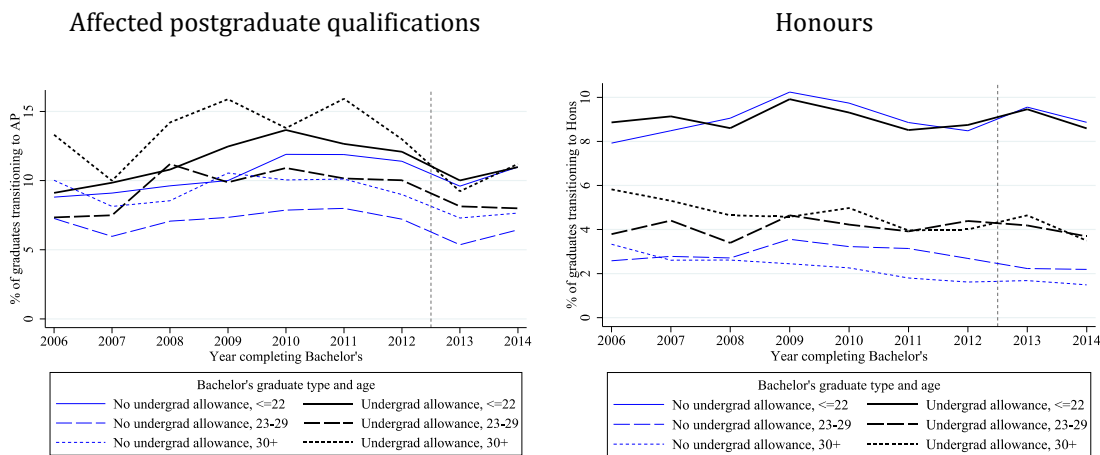 Affected postgraduate qualifications
% of graduates transitioning to AP
15
10
5
0
2006 2007 2008 2009 2010 2011 2012 2013 2014
Year completing Bachelor's
Bachelor's graduate type and age
No undergrad allowance, <=22 Undergrad allowance, <=22
No undergrad allowance, 23-29 Undergrad allowance, 23-29
No undergrad allowance, 30+ Undergrad allowance, 30+
Honours
% of graduates transitioning to Hons
10
8
6
4
2
0
2006 2007 2008 2009 2010 2011 2012 2013 2014
Year completing Bachelor's
Bachelor's graduate type and age
No undergrad allowance, <=22 Undergrad allowance, <=22
No undergrad allowance, 23-29 Undergrad allowance, 23-29
No undergrad allowance, 30+ Undergrad allowance, 30+